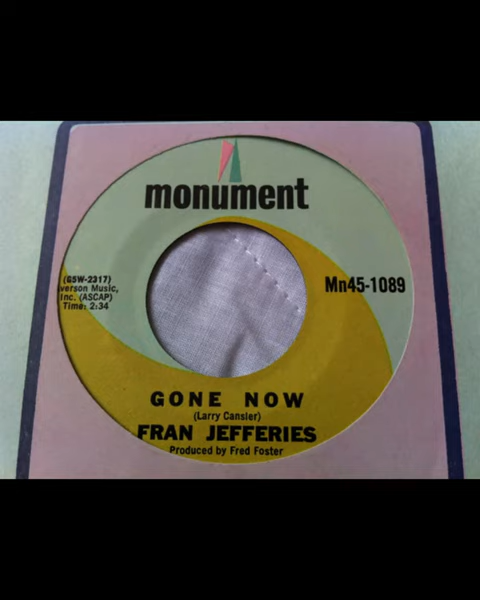 monument
(G5W-2317)
verson Music,
Inc. (ASCAP)
Time: 2:34
Mn45-1089
GONE NOW
(Larry Cansler)
FRAN JEFFERIES
Produced by Fred Foster